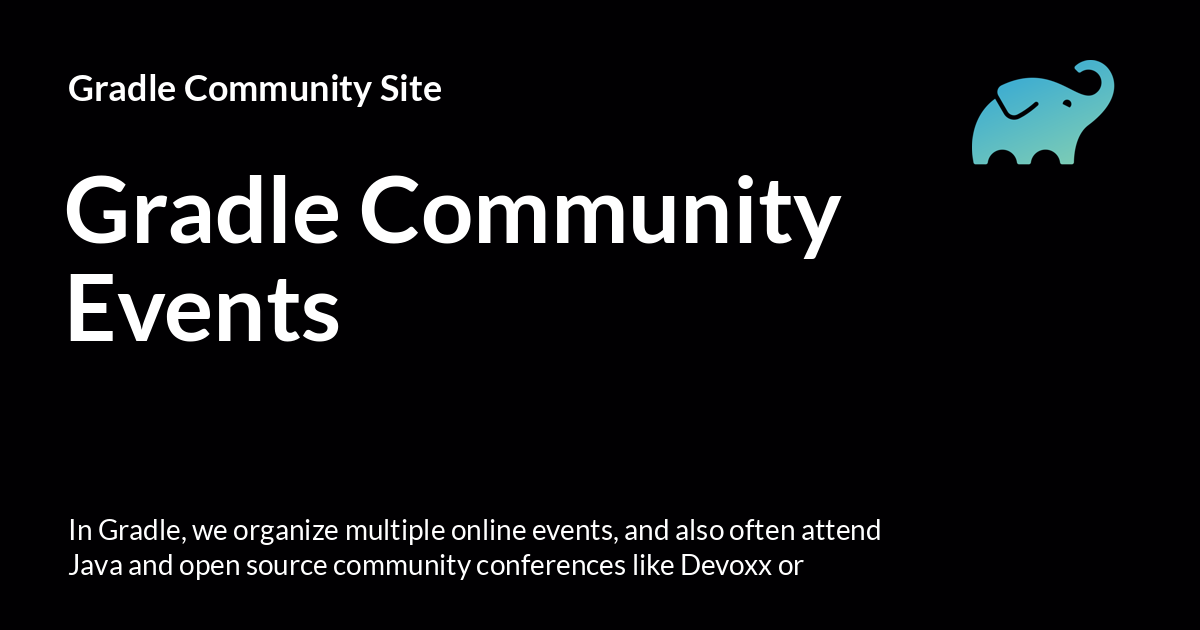 Gradle Community Site
Gradle Community
Events
In Gradle, we organize multiple online events, and also often attend
Java and open source community conferences like Devoxx or